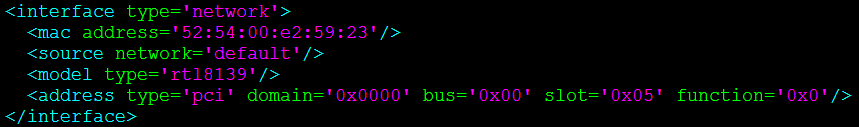 <interface type='network'>
  <mac address='52:54:00:e2:59:23'/>
  <source network='default'/>
  <model type='rtl8139'/>
  <address type='pci' domain='0x0000' bus='0x00' slot='0x05' function='0x0'/>
</interface>